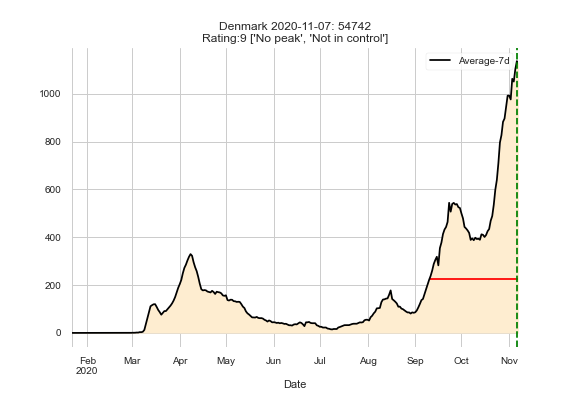 Denmark 2020-11-07: 54742
Rating:9 ['No peak', 'Not in control']
Average-7d
1000
800
600
400
200
0
Feb Mar Apr May Jun Jul Aug Sep Oct Nov
2020
Date